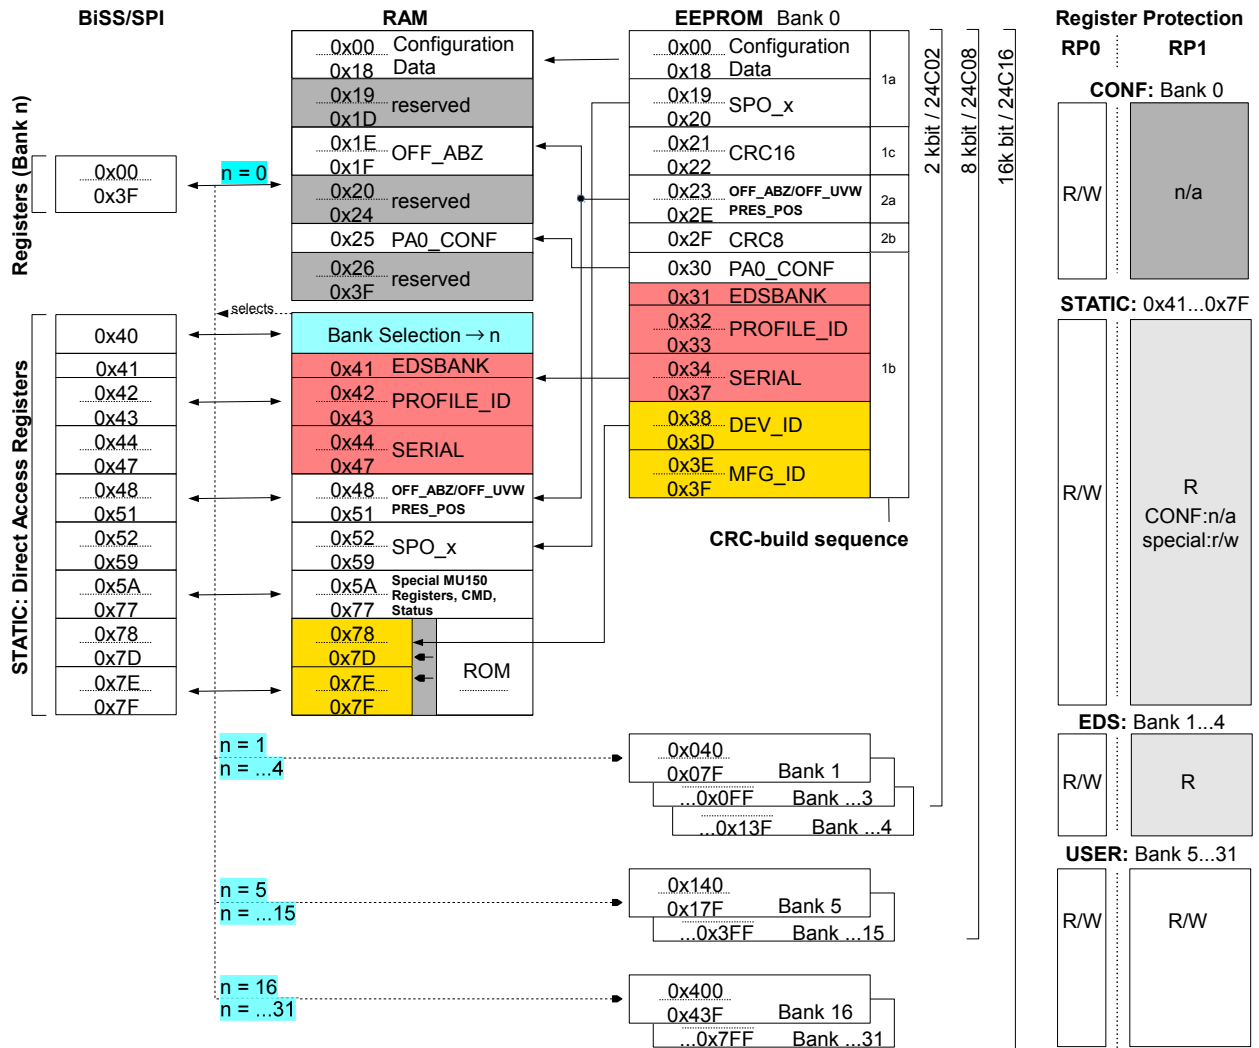 BiSS/SPI
RAM
EEPROM Bank 0
Register Protection
RP0
RP1
Registers (Bank n)
0x00
0x3F
n = 0
0x00
0x18
Configuration
Data
0x19
0x1D
reserved
0x1E
0x1F
OFF_ABZ
0x20
0x24
reserved
0x25 PA0_CONF
0x26
0x3F
reserved
selects
0x00
0x18
Configuration
Data
0x19
0x20
SPO_x
0x21
0x22
CRC16
0x23
0x2E
OFF_ABZ/OFF_UVW
PRES_POS
0x2F CRC8
0x30 PA0_CONF
0x31 EDSBANK
0x32
0x33
PROFILE_ID
0x34
0x37
SERIAL
0x38
0x3D
DEV_ID
0x3E
0x3F
MFG_ID
1a
1c
2a
2b
1b
CRC-build sequence
2 kbit / 24C02
8 kbit / 24C08
16k bit / 24C16
STATIC: Direct Access Registers
0x40
0x41
0x42
0x43
0x44
0x47
0x48
0x51
0x52
0x59
0x5A
0x77
0x78
0x7D
0x7E
0x7F
Bank Selection → n
0x41 EDSBANK
0x42
0x43
PROFILE_ID
0x44
0x47
SERIAL
0x48
0x51
OFF_ABZ/OFF_UVW
PRES_POS
0x52
0x59
SPO_x
0x5A
0x77
Special MU150
Registers, CMD,
Status
0x78
0x7D
0x7E
0x7F
ROM
n = 1
n = ...4
0x040
0x07F
Bank 1
...0x0FF Bank ...3
...0x13F Bank ...4
n = 5
n = ...15
0x140
0x17F
Bank 5
...0x3FF Bank ...15
n = 16
n = ...31
0x400
0x43F
Bank 16
...0x7FF Bank ...31
CONF: Bank 0
R/W
n/a
STATIC: 0x41...0x7F
R/W
R
CONF:n/a
special:r/w
EDS: Bank 1...4
R/W
R
USER: Bank 5...31
R/W
R/W